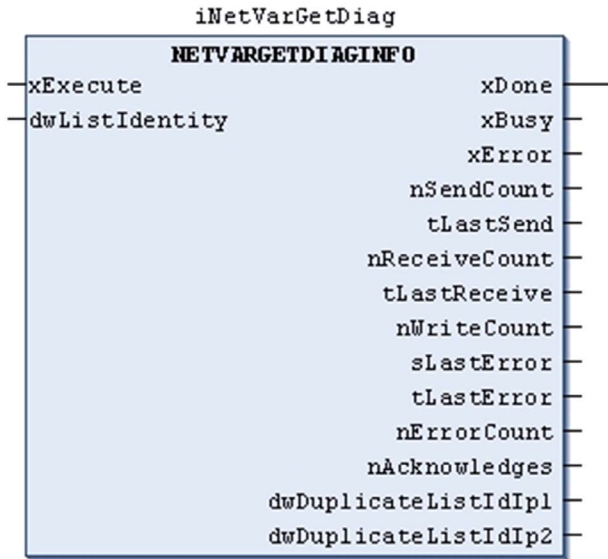 iNetVarGetDiag
NETVARGETDIAGINFO
xExecute xDone
dwListIdentity xBusy
xError
nSendCount
tLastSend
nReceiveCount
tLastReceive
nWriteCount
sLastError
tLastError
nErrorCount
nAcknowledges
dwDuplicateListIdIp1
dwDuplicateListIdIp2